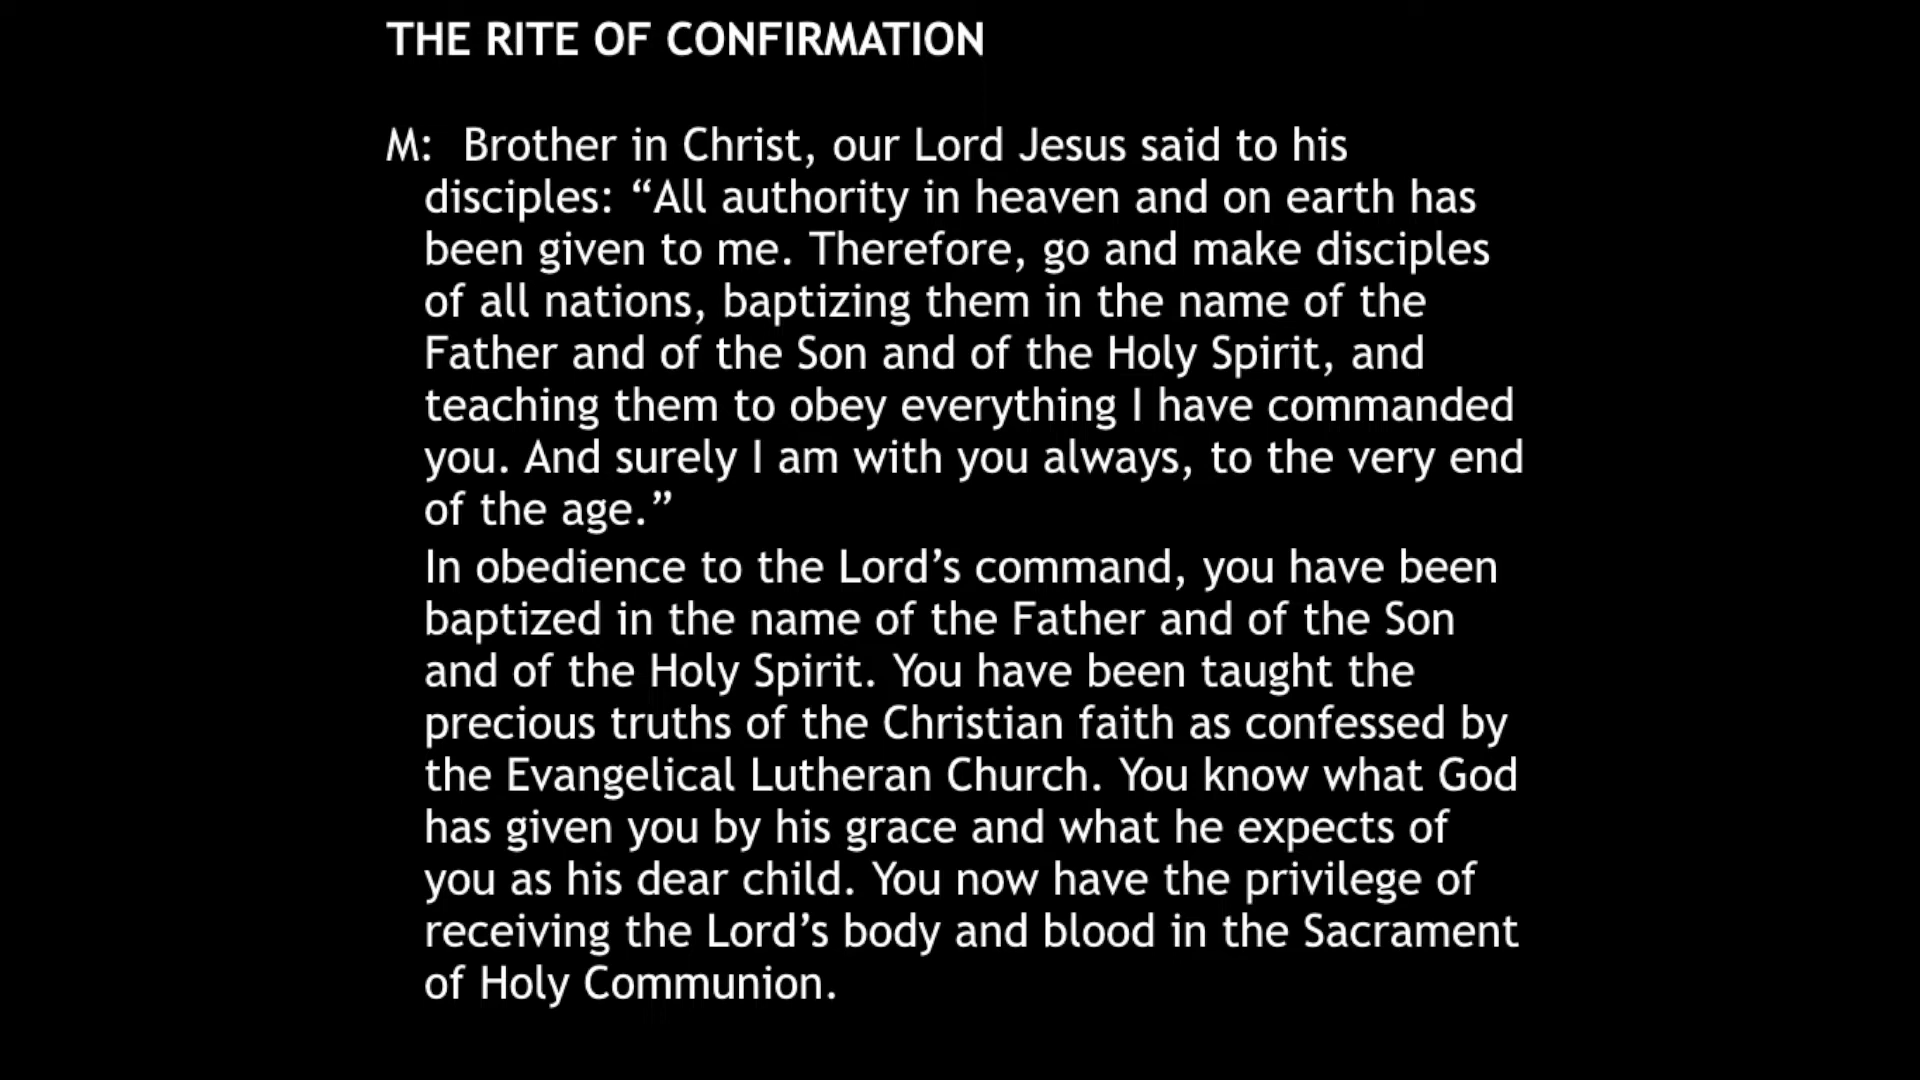 THE RITE OF CONFIRMATION
M: Brother in Christ, our Lord Jesus said to his
disciples: “All authority in heaven and on earth has
been given to me. Therefore, go and make disciples
of all nations, baptizing them in the name of the
Father and of the Son and of the Holy Spirit, and
teaching them to obey everything I have commanded
you. And surely I am with you always, to the very end
of the age.”
In obedience to the Lord’s command, you have been
baptized in the name of the Father and of the Son
and of the Holy Spirit. You have been taught the
precious truths of the Christian faith as confessed by
the Evangelical Lutheran Church. You know what God
has given you by his grace and what he expects of
you as his dear child. You now have the privilege of
receiving the Lord’s body and blood in the Sacrament
of Holy Communion.